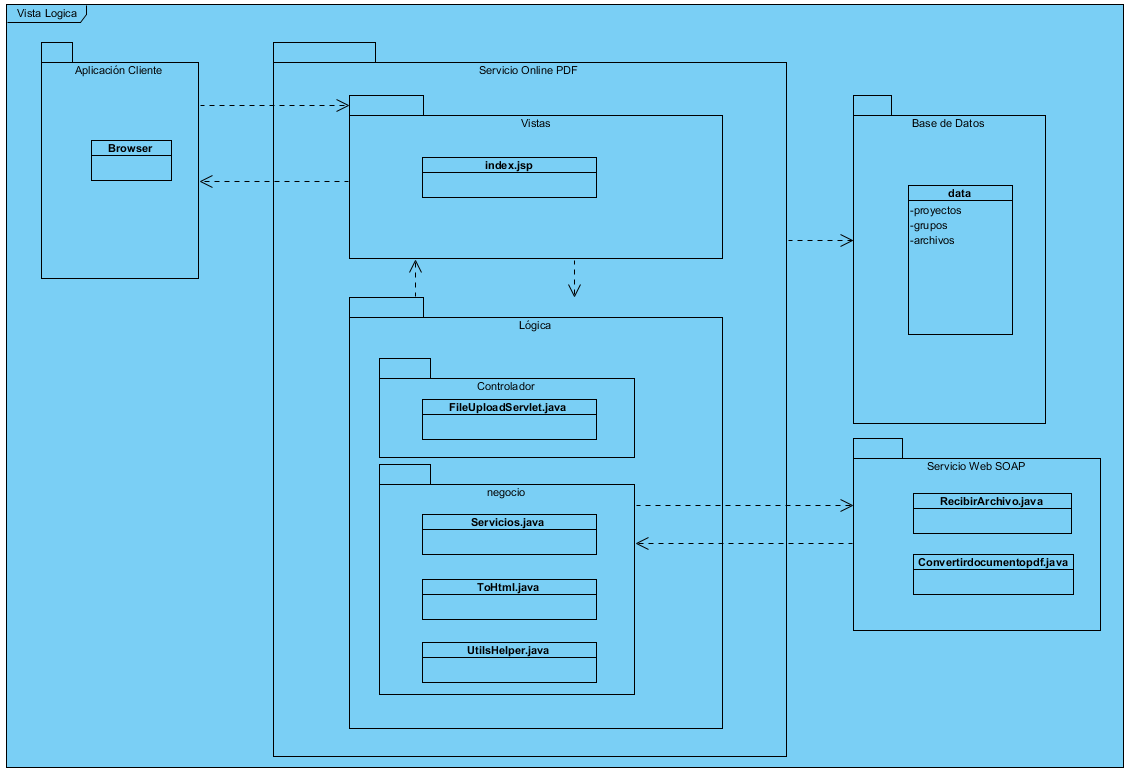 Vista Logica
Aplicación Cliente
Browser
Servicio Online PDF
Vistas
index.jsp
Lógica
Controlador
FileUploadServlet.java
negocio
Servicios.java
ToHtml.java
UtilsHelper.java
Base de Datos
data
-proyectos
-grupos
-archivos
Servicio Web SOAP
RecibirArchivo.java
Convertirdocumentopdf.java